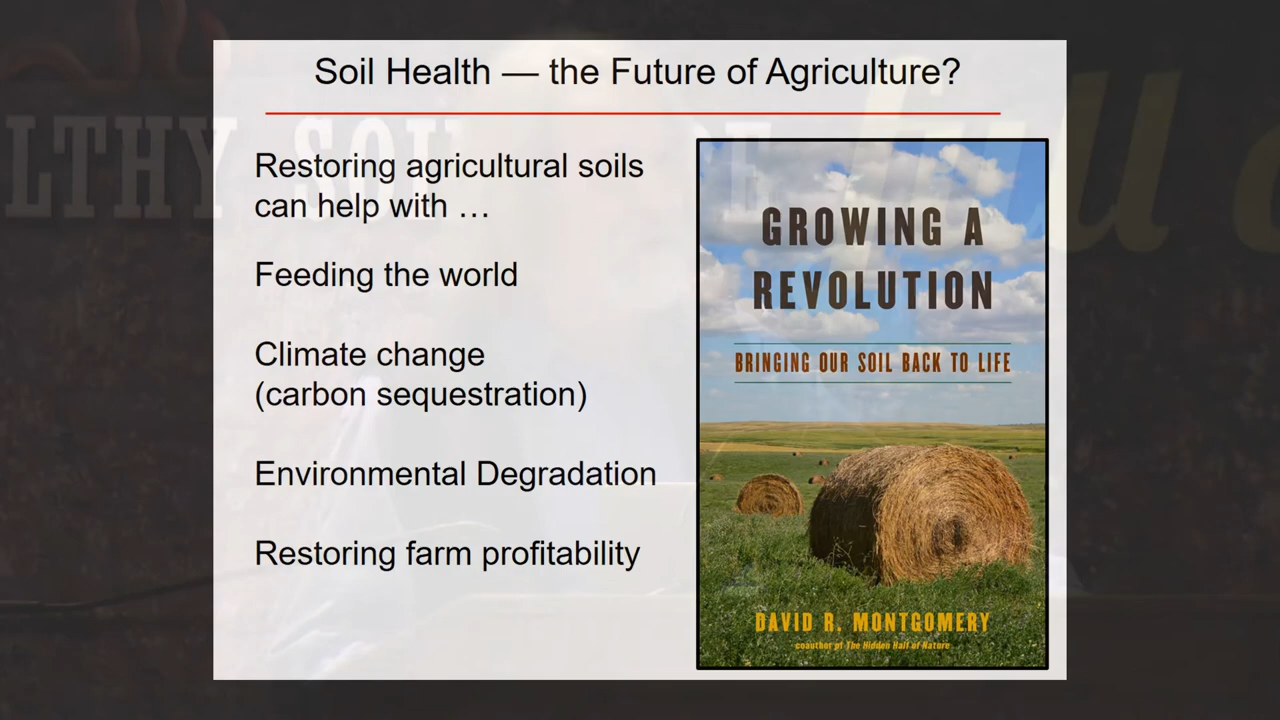 Soil Health — the Future of Agriculture?
Restoring agricultural soils
can help with …
Feeding the world
Climate change
(carbon sequestration)
Environmental Degradation
Restoring farm profitability
GROWING A
REVOLUTION
BRINGING OUR SOIL BACK TO LIFE
DAVID R. MONTGOMERY
coauthor of The Hidden Half of Nature